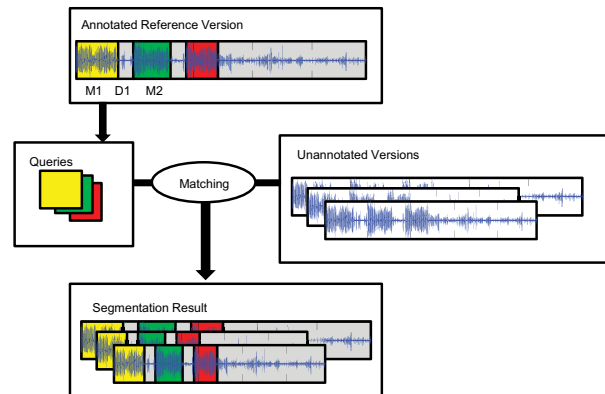 Annotated Reference Version
M1 D1 M2
Queries
Matching
Unannotated Versions
Segmentation Result